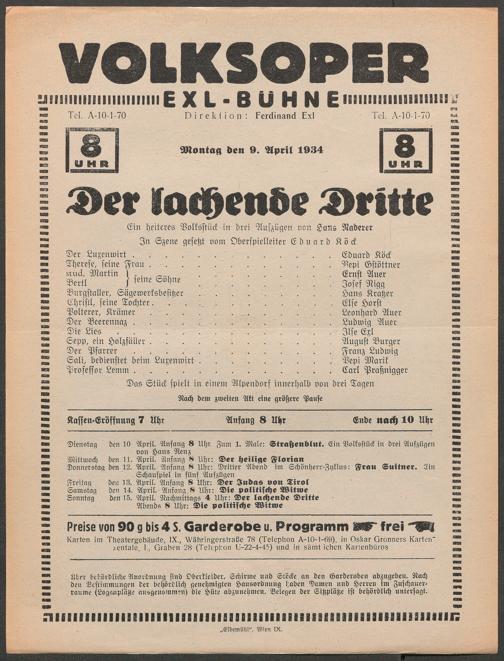 VOLKSOPER
EXL-BÜHNE
Tel. A-10-1-70 Direktion: Ferdinand Exl Tel. A-10-1-70
8 UHR Montag den 9. April 1934 8 UHR
Der lachende Dritte
Ein heiteres Volksstück in drei Aufzügen von Hans Naderer
In Szene gesetzt vom Oberspielleiter Eduard Köck
Der Luzenwirt . . . Eduard Köck
Therese, seine Frau . . . Pepi Gstöttner
stud. Martin } seine Söhne . . . Ernst Auer
Bertl } seine Söhne . . . Josef Rigg
Burgstaller, Sägewerksbesitzer . . . Hans Kratzer
Christl, seine Tochter . . . Else Horst
Polterer, Krämer . . . Leonhard Auer
Der Beerennaz . . . Ludwig Auer
Die Lies . . . Ilse Exl
Sepp, ein Holzfäller . . . August Burger
Der Pfarrer . . . Franz Ludwig
Sali, bedienstet beim Luzenwirt . . . Pepi Marik
Professor Lemm . . . Carl Praßnigger
Das Stück spielt in einem Alpendorf innerhalb von drei Tagen
Nach dem zweiten Akt eine größere Pause
Kassen-Eröffnung 7 Uhr Anfang 8 Uhr Ende nach 10 Uhr
Dienstag den 10. April. Anfang 8 Uhr Zum 1. Male: Straßenblut. Ein Volksstück in drei Aufzügen
von Hans Renz
Mittwoch den 11. April. Anfang 8 Uhr: Der heilige Florian
Donnerstag den 12. April. Anfang 8 Uhr: Dritter Abend im Schönherr-Zyklus: Frau Suitner. Ein
Schauspiel in fünf Aufzügen
Freitag den 13. April. Anfang 8 Uhr: Der Judas von Tirol
Samstag den 14. April. Anfang 8 Uhr: Die politische Witwe
Sonntag den 15. April. Nachmittags 4 Uhr: Der lachende Dritte
Abends 8 Uhr: Die politische Witwe
Preise von 90 g bis 4 S. Garderobe u. Programm frei
Karten im Theatergebäude, IX., Währingerstraße 78 (Telephon A-10-1-69), in Oskar Gronners Karten-
zentale, I., Graben 28 (Telephon U-22-4-45) und in sämtlichen Kartenbüros
Über behördliche Anordnung sind Oberkleider, Schirme und Stöcke an den Garderoben abzugeben. Nach
den Bestimmungen der behördlich genehmigten Hausordnung haben Damen und Herren im Zuschauer-
raume (Logenplätze ausgenommen) die Hüte abzunehmen. Belegen der Sitzplätze ist behördlich untersagt.
„Elbemühl“, Wien IX.